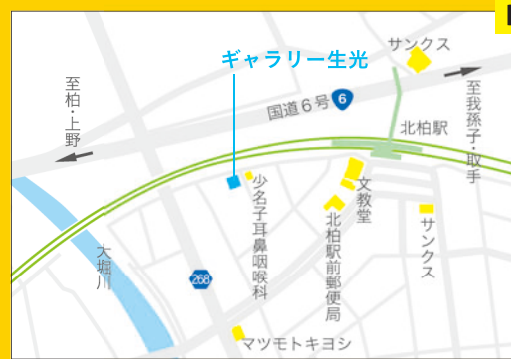 サンクス
ギャラリー生光
至柏・上野
国道６号
6
北柏駅
至我孫子・取手
少名子耳鼻咽喉科
文教堂
北柏駅前郵便局
サンクス
大堀川
268
マツモトキヨシ